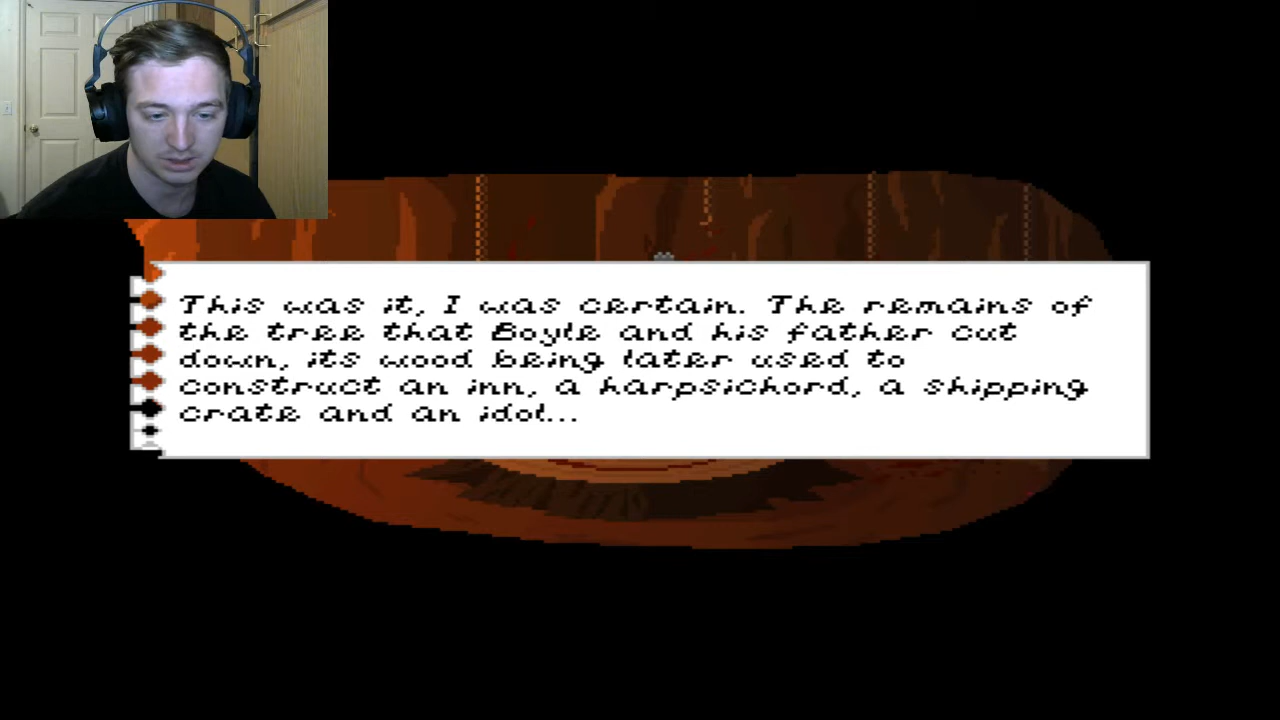 This was it, I was certain. The remains of
the tree that Boyle and his father cut
down, its wood being later used to
construct an inn, a harpsichord, a shipping
crate and an idol...